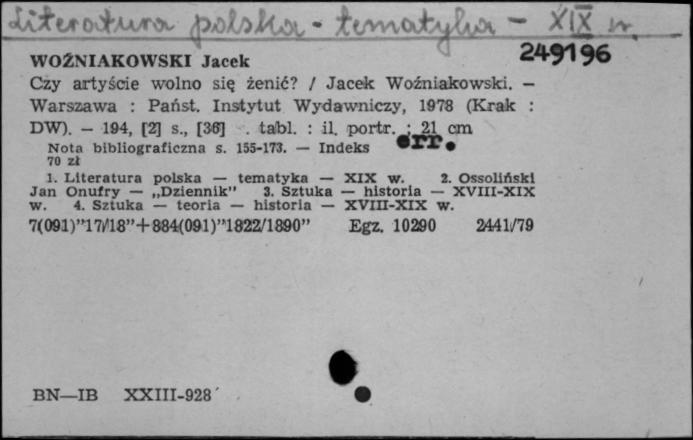 Literatura polska - tematyka - XIX w.
249196
WOŹNIAKOWSKI Jacek
Czy artyście wolno się żenić? / Jacek Woźniakowski. —
Warszawa : Państ. Instytut Wydawniczy, 1978 (Krak :
DW). — 194, [2] s., [36] . tabl. : il. portr. ; 21 cm
err.
Nota bibliograficzna s. 155-173. — Indeks
70 zł
1. Literatura polska — tematyka — XIX w. 2. Ossoliński
Jan Onufry — „Dziennik" 3. Sztuka — historia — XVIII-XIX
w. 4. Sztuka — teoria — historia — XVIII-XIX w.
7(091)"17/18"+884(091)"1822/1890" Egz. 10290 2441/79
BN—IB XXIII-928